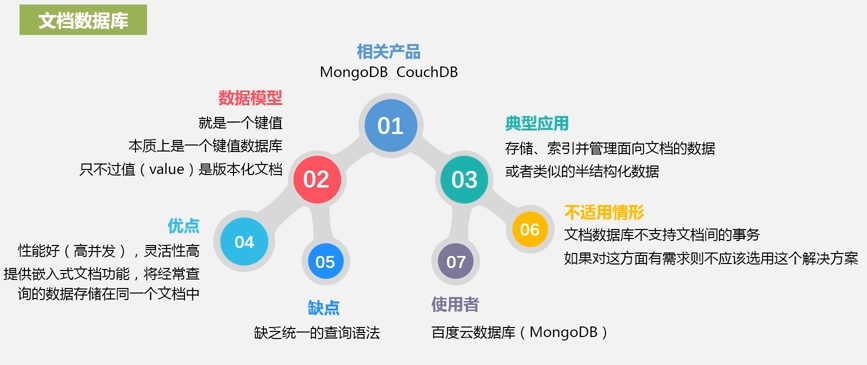 文档数据库
相关产品
MongoDB CouchDB
01
数据模型
就是一个键值
本质上是一个键值数据库
只不过值（value）是版本化文档
02
典型应用
存储、索引并管理面向文档的数据
或者类似的半结构化数据
03
优点
性能好（高并发），灵活性高
提供嵌入式文档功能，将经常查
询的数据存储在同一个文档中
04
05
缺点
缺乏统一的查询语法
不适用情形
文档数据库不支持文档间的事务
如果对这方面有需求则不应该选用这个解决方案
06
07
使用者
百度云数据库（MongoDB）